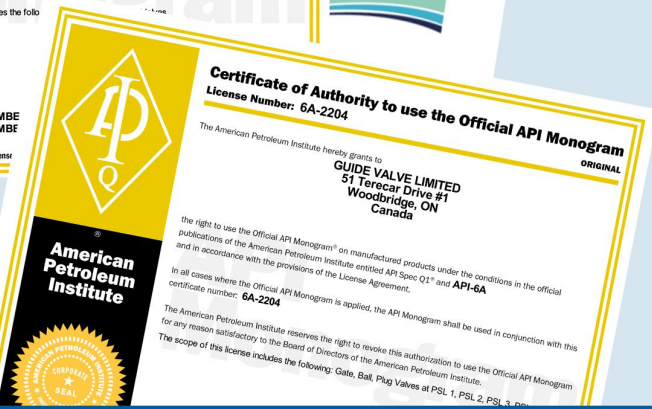 es the follo
MBE
MBE
ense
API
Q
®
American
Petroleum
Institute
AMERICAN PETROLEUM INSTITUTE
CORPORATE
SEAL
Certificate of Authority to use the Official API Monogram
License Number: 6A-2204
ORIGINAL
The American Petroleum Institute hereby grants to
GUIDE VALVE LIMITED
51 Terecar Drive #1
Woodbridge, ON
Canada
the right to use the Official API Monogram® on manufactured products under the conditions in the official
publications of the American Petroleum Institute entitled API Spec Q1® and API-6A
and in accordance with the provisions of the License Agreement.
In all cases where the Official API Monogram is applied, the API Monogram shall be used in conjunction with this
certificate number: 6A-2204
The American Petroleum Institute reserves the right to revoke this authorization to use the Official API Monogram
for any reason satisfactory to the Board of Directors of the American Petroleum Institute.
The scope of this license includes the following: Gate, Ball, Plug Valves at PSL 1, PSL 2, PSL 3,
API
Monogram